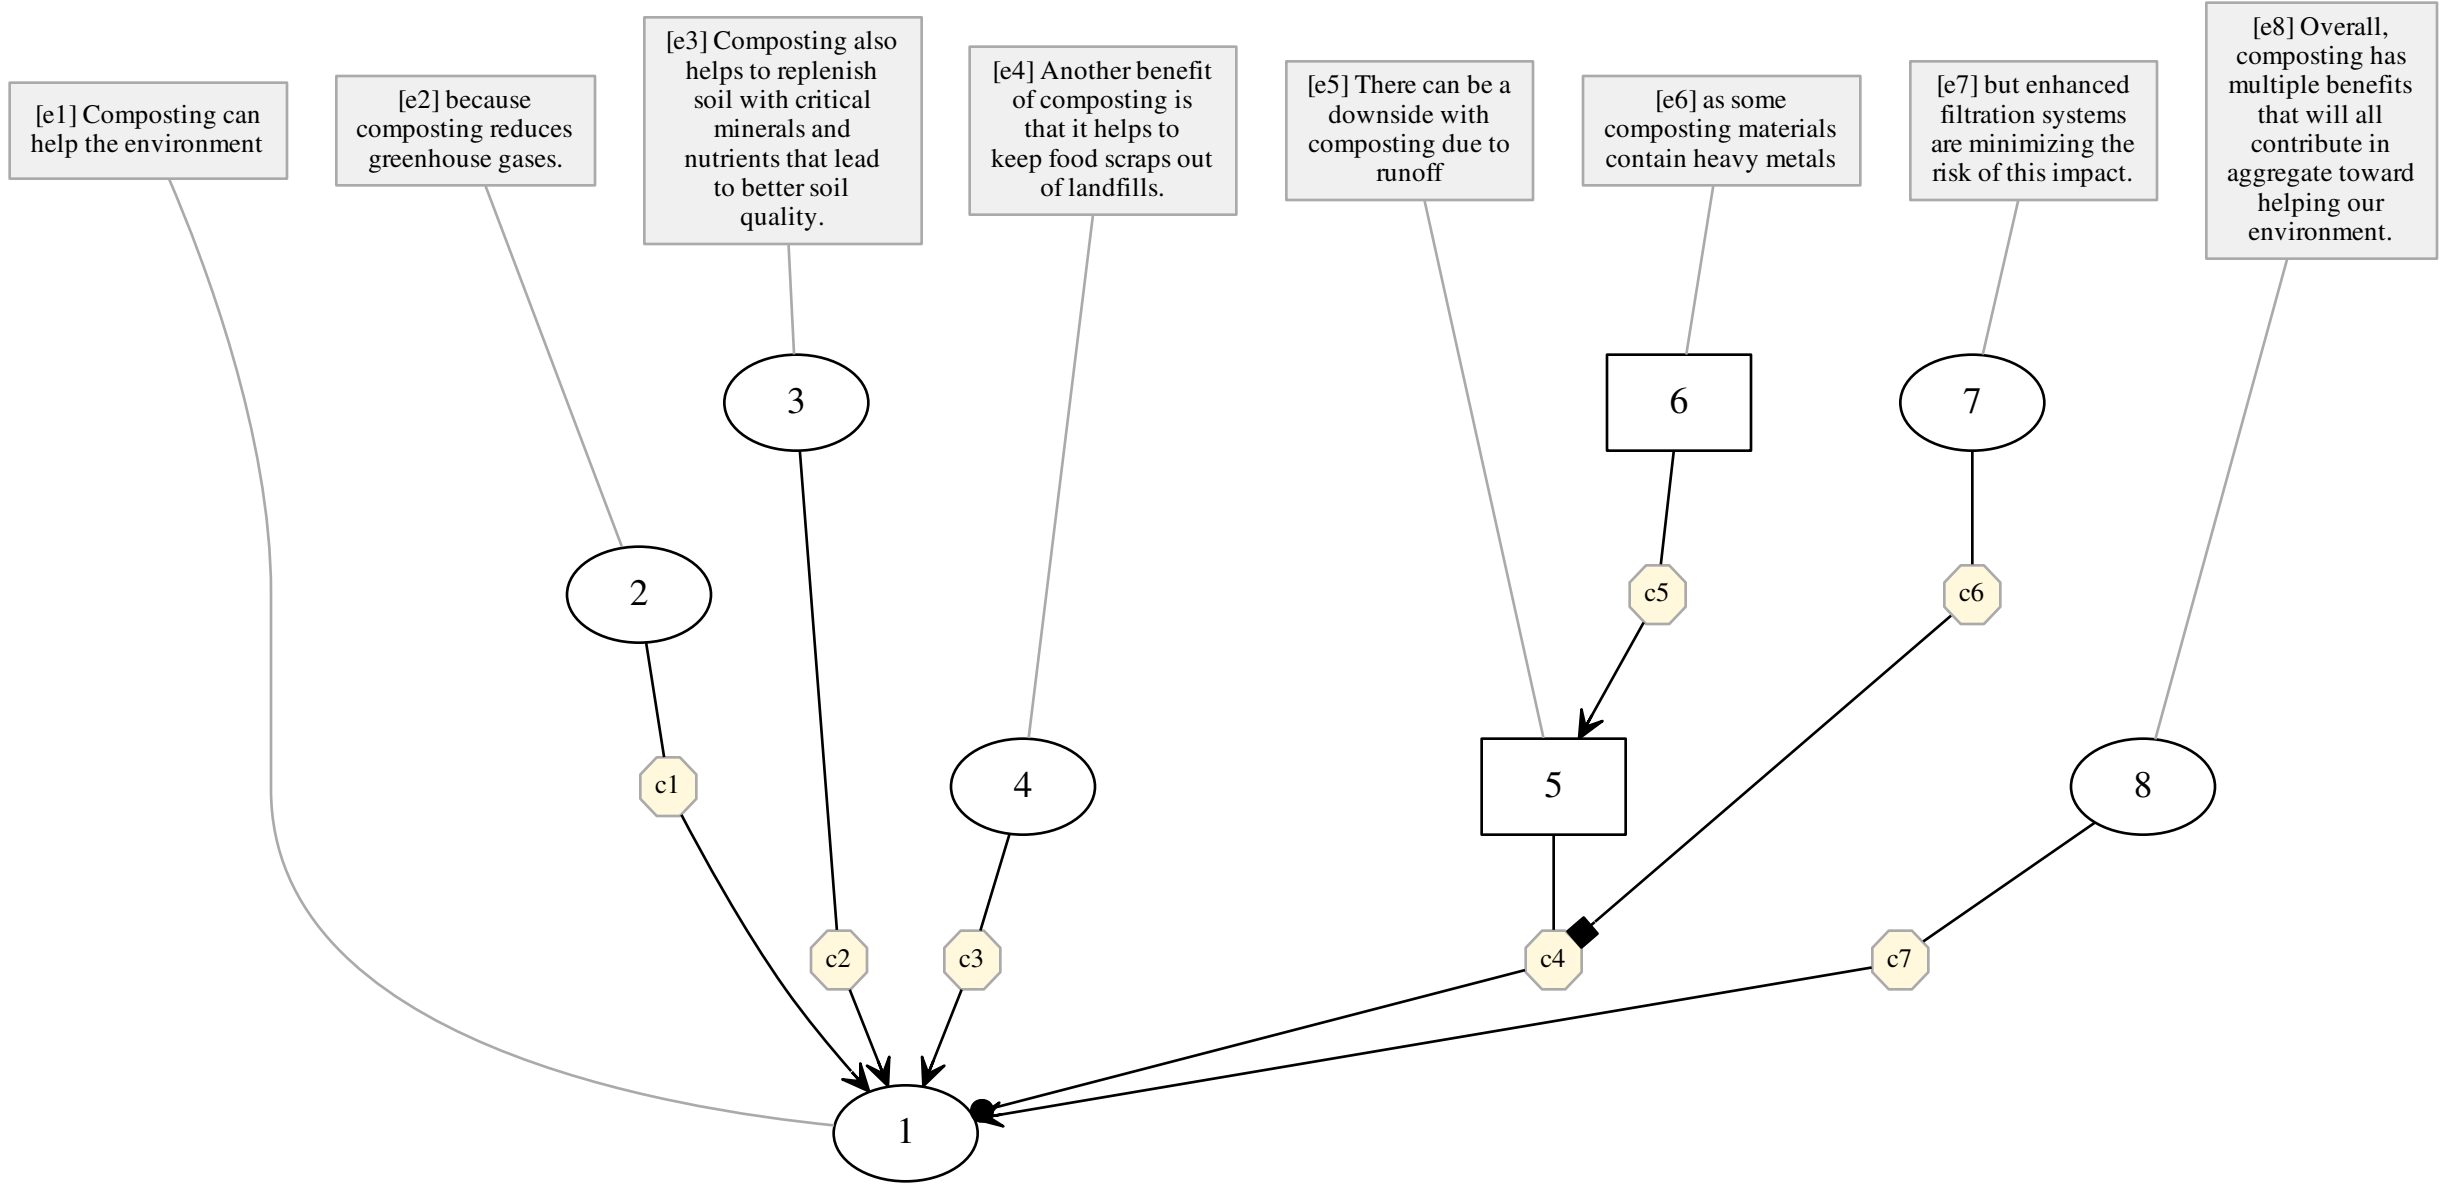 [e1] Composting can
help the environment
[e2] because
composting reduces
greenhouse gases.
[e3] Composting also
helps to replenish
soil with critical
minerals and
nutrients that lead
to better soil
quality.
[e4] Another benefit
of composting is
that it helps to
keep food scraps out
of landfills.
[e5] There can be a
downside with
composting due to
runoff
[e6] as some
composting materials
contain heavy metals
[e7] but enhanced
filtration systems
are minimizing the
risk of this impact.
[e8] Overall,
composting has
multiple benefits
that will all
contribute in
aggregate toward
helping our
environment.
3
6
7
2
c5
c6
c1
4
5
8
c2
c3
c4
c7
1